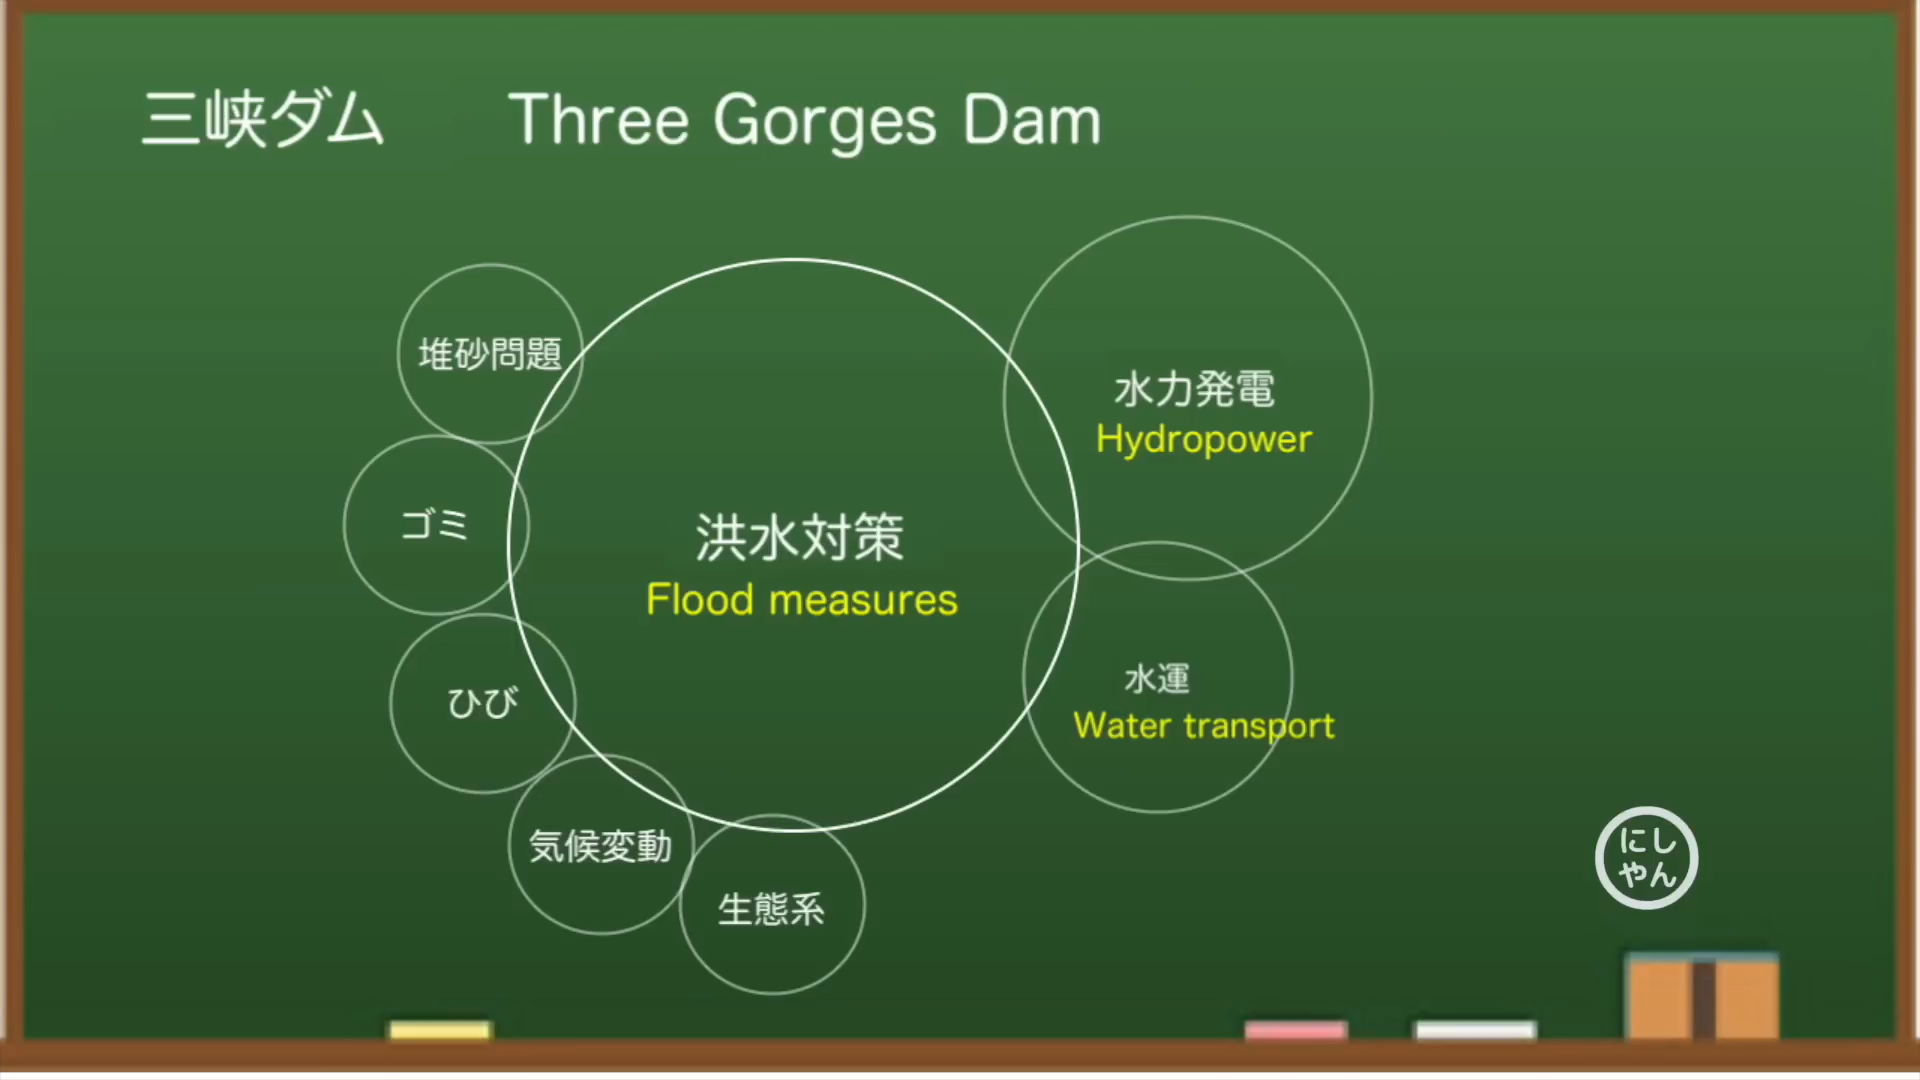 三峡ダム Three Gorges Dam
堆砂問題
ゴミ
ひび
気候変動
生態系
洪水対策
Flood measures
水力発電
Hydropower
水運
Water transport
にし
やん